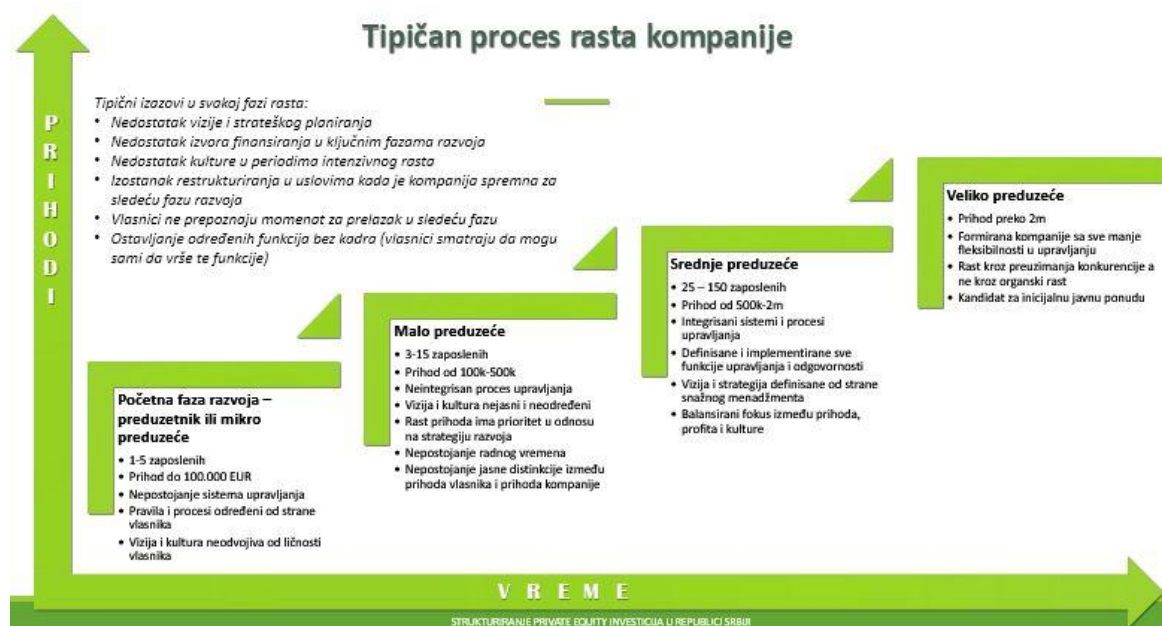 Tipičan proces rasta kompanije
PRIHODI
Tipični izazovi u svakoj fazi rasta:
• Nedostatak vizije i strateškog planiranja
• Nedostatak izvora finansiranja u ključnim fazama razvoja
• Nedostatak kulture u periodima intenzivnog rasta
• Izostanak restrukturiranja u uslovima kada je kompanija spremna za
sledeću fazu razvoja
• Vlasnici ne prepoznaju momenat za prelazak u sledeću fazu
• Ostavljanje određenih funkcija bez kadra (vlasnici smatraju da mogu
sami da vrše te funkcije)
Početna faza razvoja –
preduzetnik ili mikro
preduzeće
• 1-5 zaposlenih
• Prihod do 100.000 EUR
• Nepostojanje sistema upravljanja
• Pravila i procesi određeni od strane
vlasnika
• Vizija i kultura neodvojiva od ličnosti
vlasnika
Malo preduzeće
• 3-15 zaposlenih
• Prihod od 100k-500k
• Neintegrisan proces upravljanja
• Vizija i kultura nejasni i neodređeni
• Rast prihoda ima prioritet u odnosu
na strategiju razvoja
• Nepostojanje radnog vremena
• Nepostojanje jasne distinkcije između
prihoda vlasnika i prihoda kompanije
Srednje preduzeće
• 25 – 150 zaposlenih
• Prihod od 500k-2m
• Integrisani sistemi i procesi
upravljanja
• Definisane i implementirane sve
funkcije upravljanja i odgovornosti
• Vizija i strategija definisane od strane
snažnog menadžmenta
• Balansirani fokus između prihoda,
profita i kulture
Veliko preduzeće
• Prihod preko 2m
• Formirana kompanije sa sve manje
fleksibilnosti u upravljanju
• Rast kroz preuzimanja konkurencije a
ne kroz organski rast
• Kandidat za inicijalnu javnu ponudu
VREME
STRUKTURIRANJE PRIVATE EQUITY INVESTICIJA U REPUBLICI SRBIJI